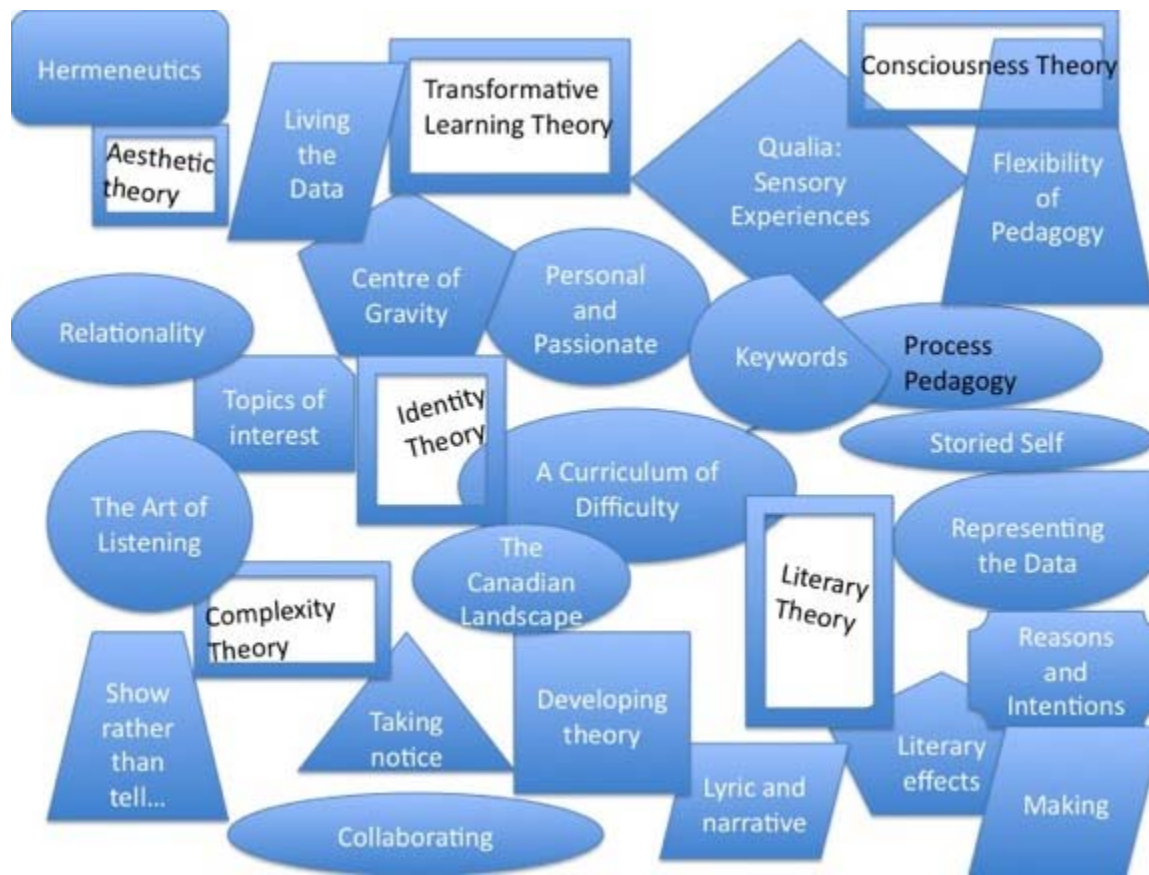 Hermeneutics
Aesthetic
theory
Living
the
Data
Transformative
Learning Theory
Qualia:
Sensory
Experiences
Consciousness Theory
Flexibility
of
Pedagogy
Relationality
Centre of
Gravity
Personal
and
Passionate
Keywords
Process
Pedagogy
Topics of
interest
Identity
Theory
A Curriculum of
Difficulty
Storied Self
The Art of
Listening
The
Canadian
Landscape
Literary
Theory
Representing
the Data
Complexity
Theory
Reasons
and
Intentions
Show
rather
than
tell…
Taking
notice
Developing
theory
Lyric and
narrative
Literary
effects
Making
Collaborating